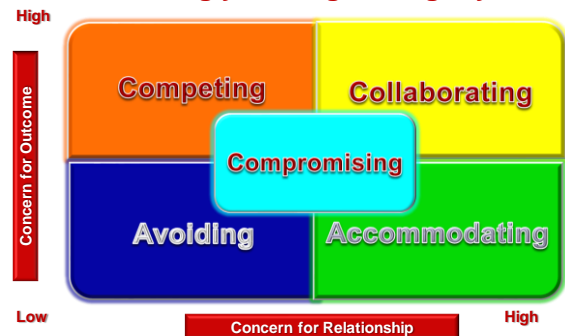 High
Competing
Collaborating
Concern for Outcome
Compromising
Avoiding
Accommodating
Low
High
Concern for Relationship